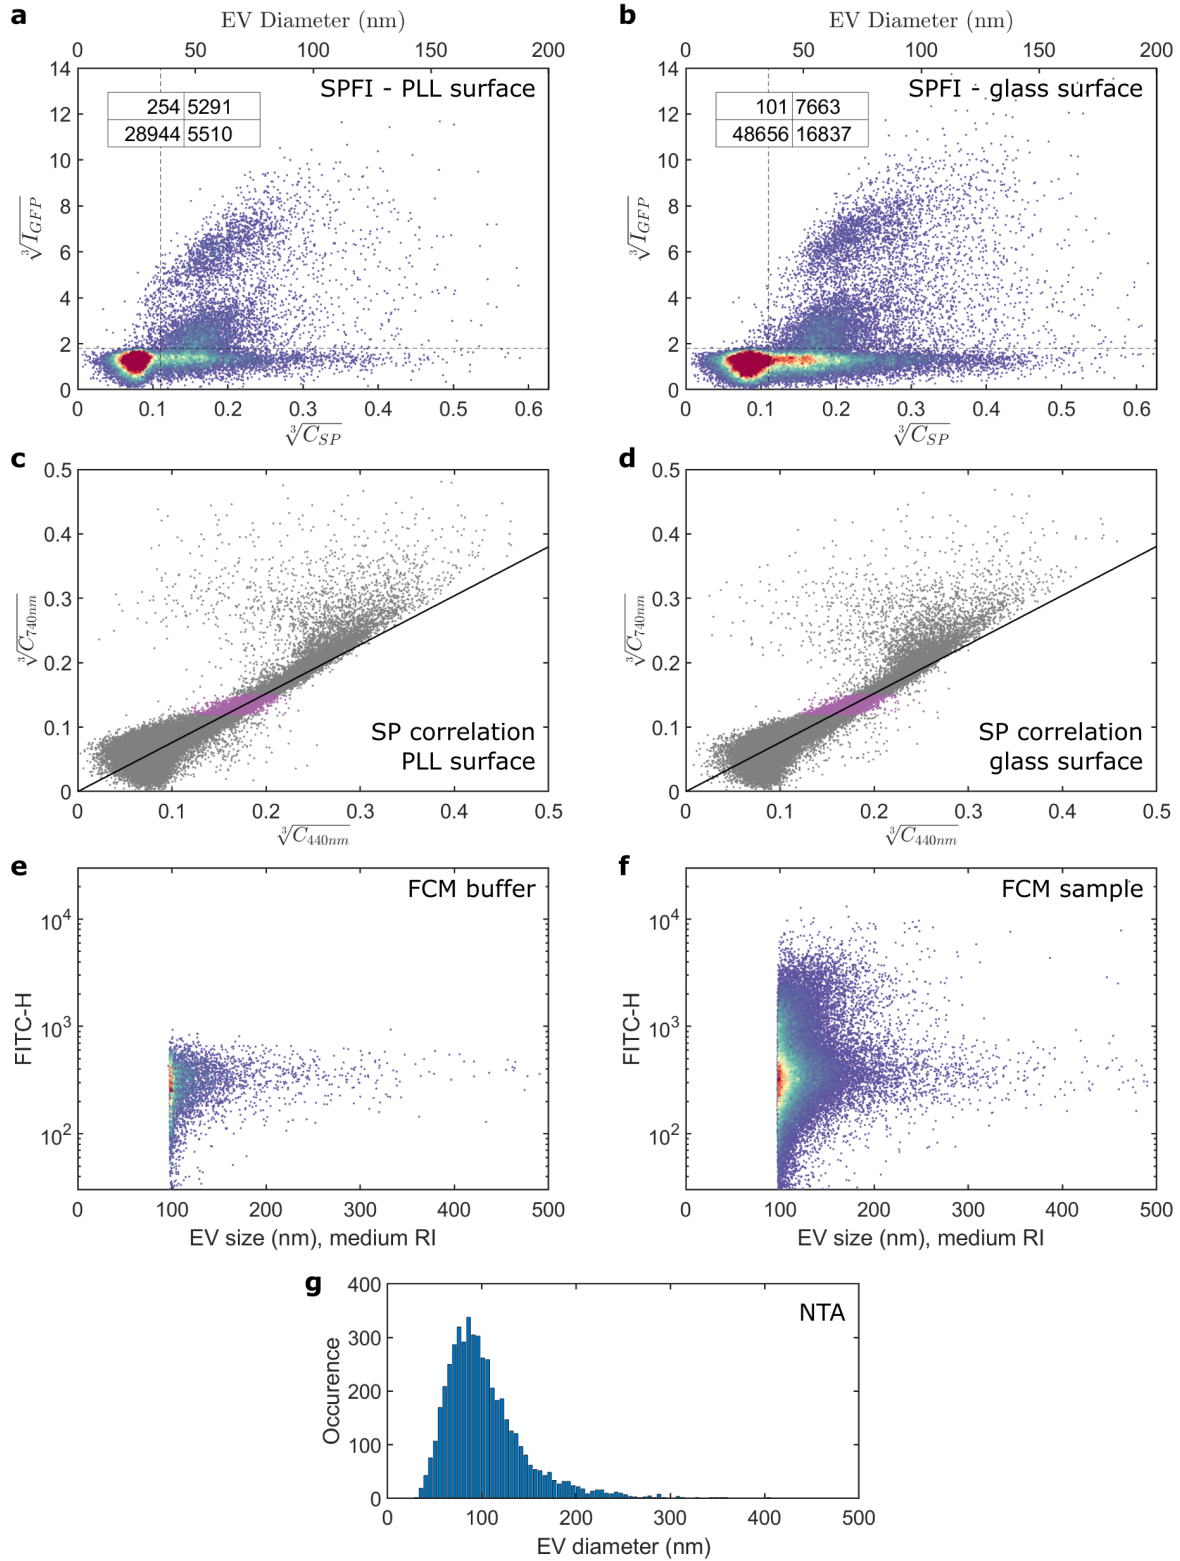 a
EV Diameter (nm)
0 50 100 150 200
SPFI - PLL surface
254 5291
28944 5510
14
12
10
8
6
4
2
0
∛I_GFP
0 0.1 0.2 0.3 0.4 0.5 0.6
∛C_SP
b
EV Diameter (nm)
0 50 100 150 200
SPFI - glass surface
101 7663
48656 16837
14
12
10
8
6
4
2
0
∛I_GFP
0 0.1 0.2 0.3 0.4 0.5 0.6
∛C_SP
c
0.5
0.4
0.3
0.2
0.1
0
∛C_740nm
SP correlation
PLL surface
0 0.1 0.2 0.3 0.4 0.5
∛C_440nm
d
0.5
0.4
0.3
0.2
0.1
0
∛C_740nm
SP correlation
glass surface
0 0.1 0.2 0.3 0.4 0.5
∛C_440nm
e
FCM buffer
10^4
10^3
10^2
FITC-H
0 100 200 300 400 500
EV size (nm), medium RI
f
FCM sample
10^4
10^3
10^2
FITC-H
0 100 200 300 400 500
EV size (nm), medium RI
g
NTA
400
300
200
100
0
Occurence
0 100 200 300 400 500
EV diameter (nm)